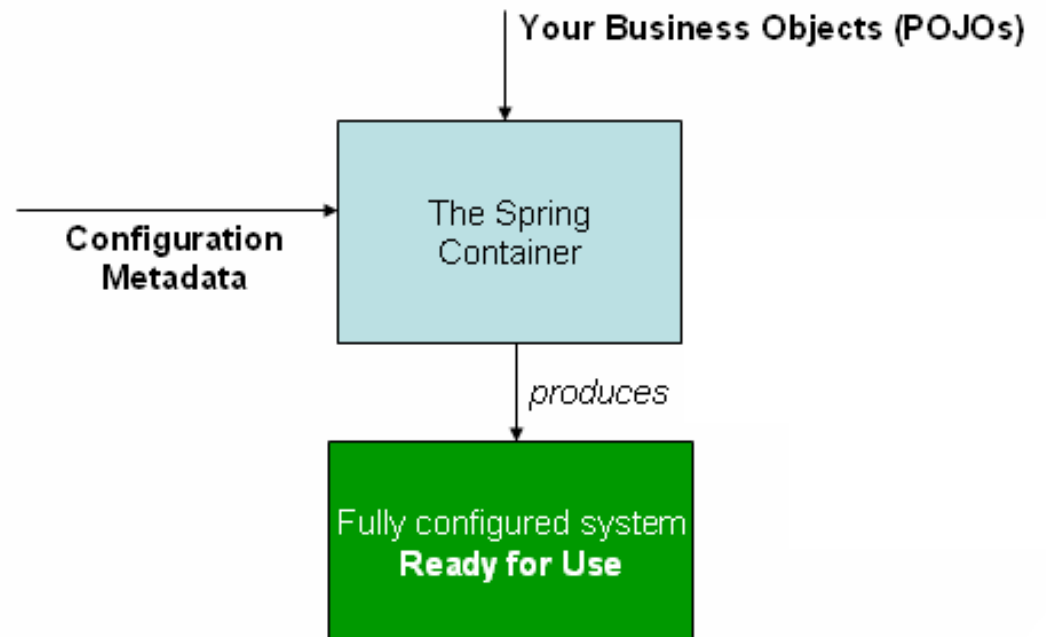 Your Business Objects (POJOs)
The Spring
Container
Configuration
Metadata
produces
Fully configured system
Ready for Use